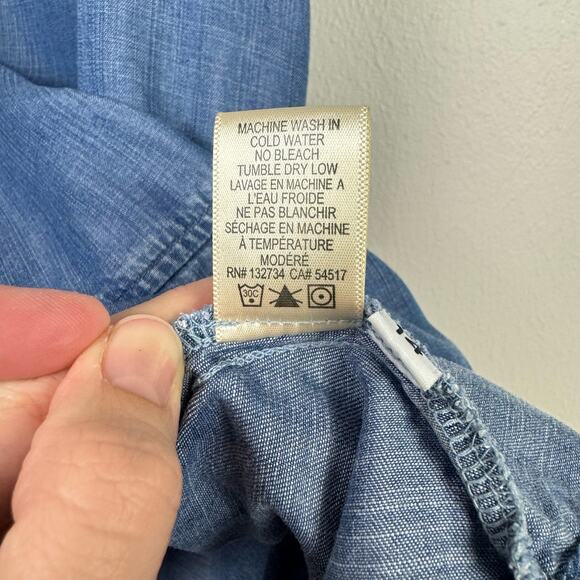 MACHINE WASH IN
COLD WATER
NO BLEACH
TUMBLE DRY LOW
LAVAGE EN MACHINE A
L'EAU FROIDE
NE PAS BLANCHIR
SÉCHAGE EN MACHINE
À TEMPÉRATURE
MODÉRÉ
RN# 132734 CA# 54517
30C